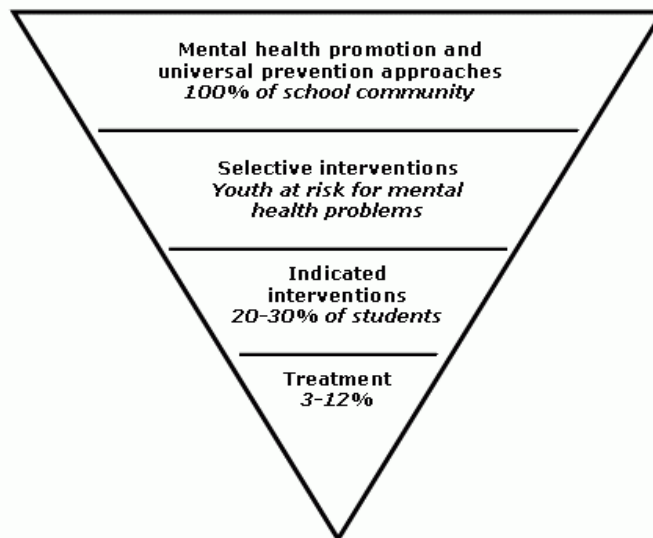 Mental health promotion and
universal prevention approaches
100% of school community
Selective interventions
Youth at risk for mental
health problems
Indicated
interventions
20-30% of students
Treatment
3-12%